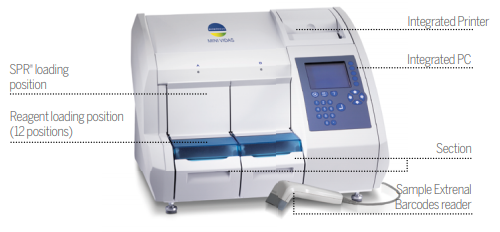 Integrated Printer
MINI VIDAS
Integrated PC
SPR® loading
position
Reagent loading position
(12 positions)
Section
Sample Extrenal
Barcodes reader